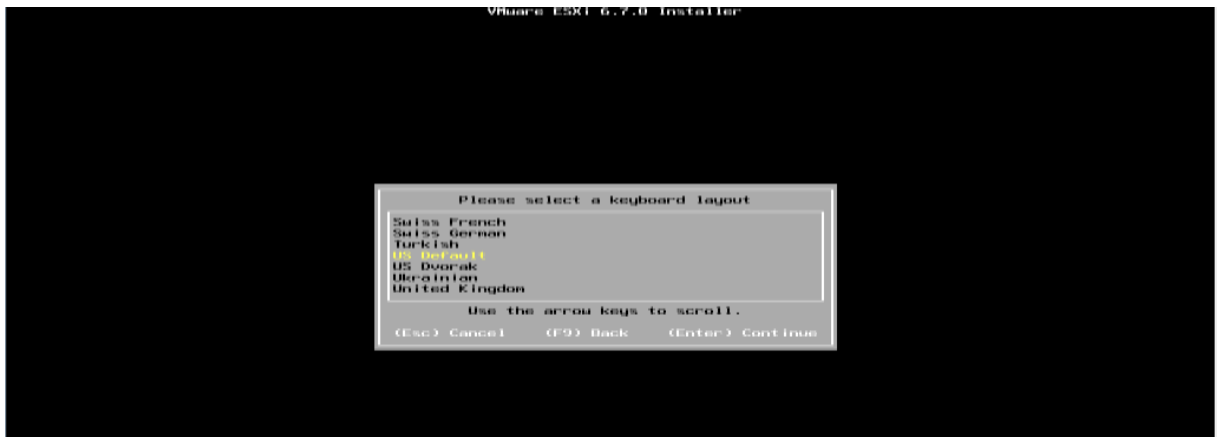 VMware ESXi 6.7.0 Installer
Please select a keyboard layout
Swiss French
Swiss German
Turkish
US Default
US Dvorak
Ukrainian
United Kingdom
Use the arrow keys to scroll.
(Esc) Cancel (F9) Back (Enter) Continue